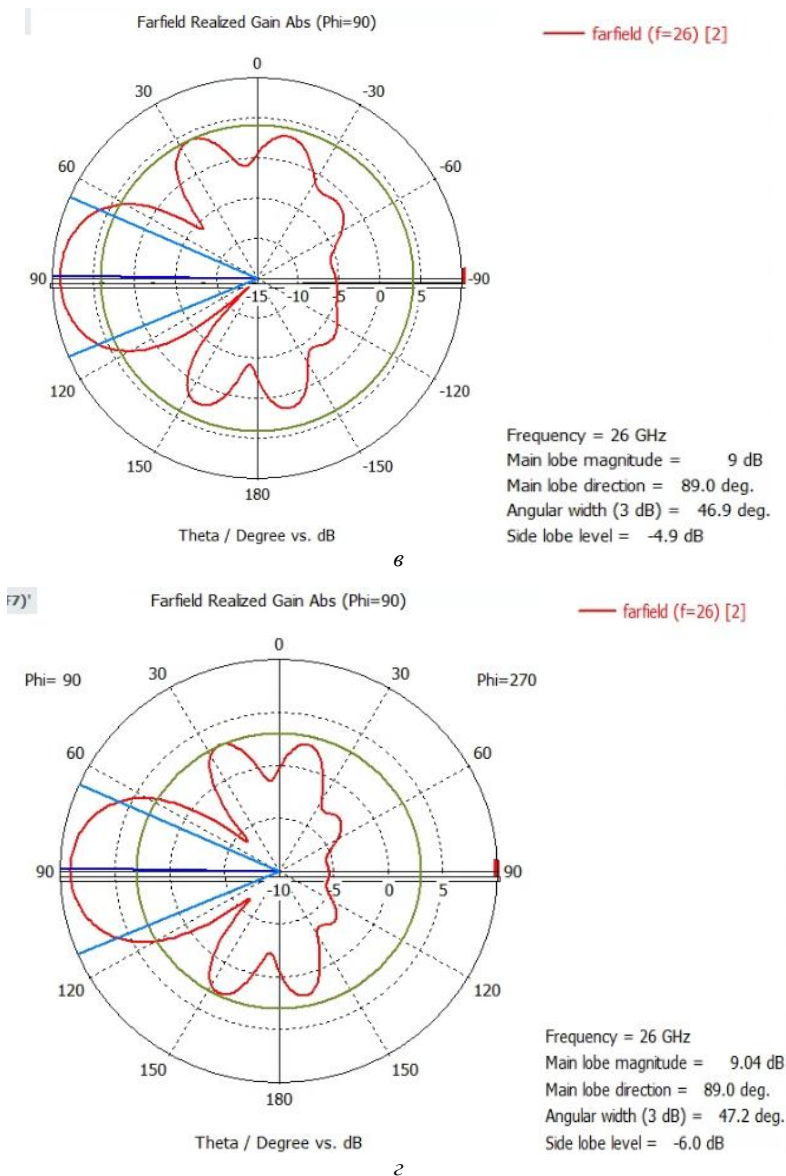 Farfield Realized Gain Abs (Phi=90)
farfield (f=26) [2]
0
30
-30
60
-60
90
-15 -10 -5 0 5
-90
120
-120
150
-150
180
Theta / Degree vs. dB
Frequency = 26 GHz
Main lobe magnitude = 9 dB
Main lobe direction = 89.0 deg.
Angular width (3 dB) = 46.9 deg.
Side lobe level = -4.9 dB
в
F7)'
Farfield Realized Gain Abs (Phi=90)
farfield (f=26) [2]
0
Phi= 90
30
30
Phi=270
60
60
90
-10 -5 0 5
90
120
120
150
150
180
Theta / Degree vs. dB
Frequency = 26 GHz
Main lobe magnitude = 9.04 dB
Main lobe direction = 89.0 deg.
Angular width (3 dB) = 47.2 deg.
Side lobe level = -6.0 dB
г